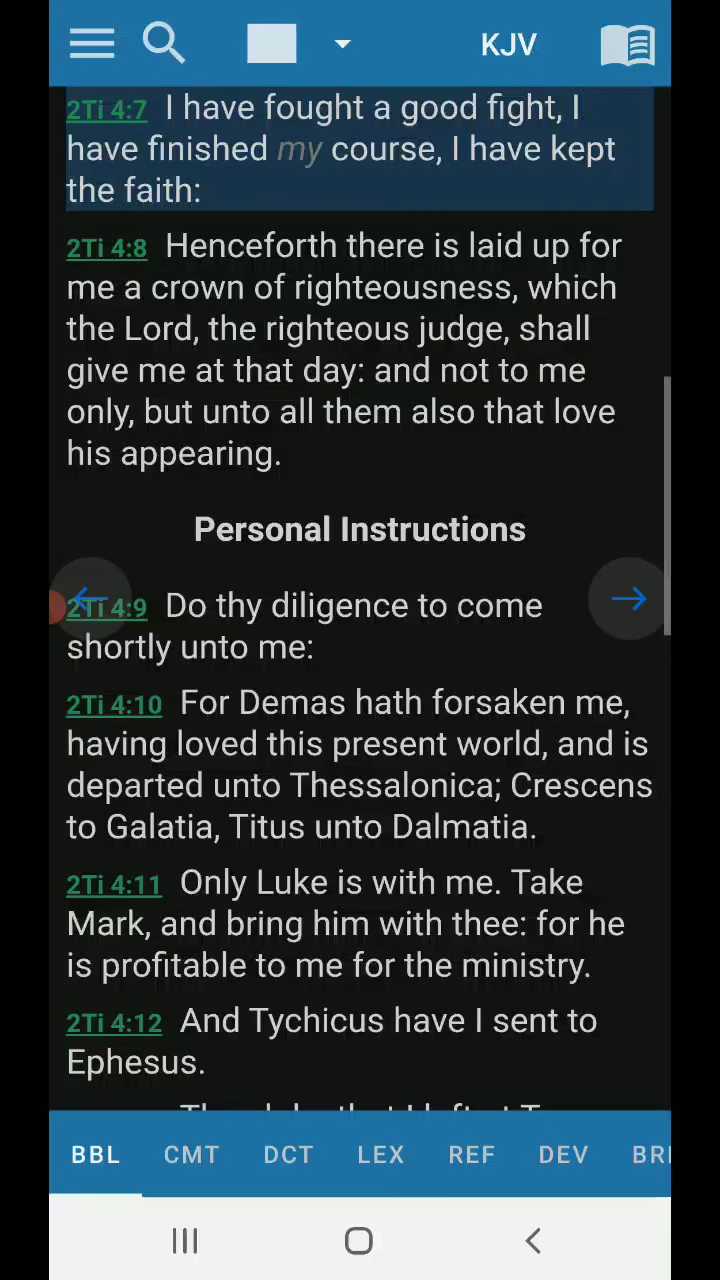 KJV
2Ti 4:7 I have fought a good fight, I
have finished my course, I have kept
the faith:
2Ti 4:8 Henceforth there is laid up for
me a crown of righteousness, which
the Lord, the righteous judge, shall
give me at that day: and not to me
only, but unto all them also that love
his appearing.
Personal Instructions
2Ti 4:9 Do thy diligence to come
shortly unto me:
2Ti 4:10 For Demas hath forsaken me,
having loved this present world, and is
departed unto Thessalonica; Crescens
to Galatia, Titus unto Dalmatia.
2Ti 4:11 Only Luke is with me. Take
Mark, and bring him with thee: for he
is profitable to me for the ministry.
2Ti 4:12 And Tychicus have I sent to
Ephesus.
BBL CMT DCT LEX REF DEV